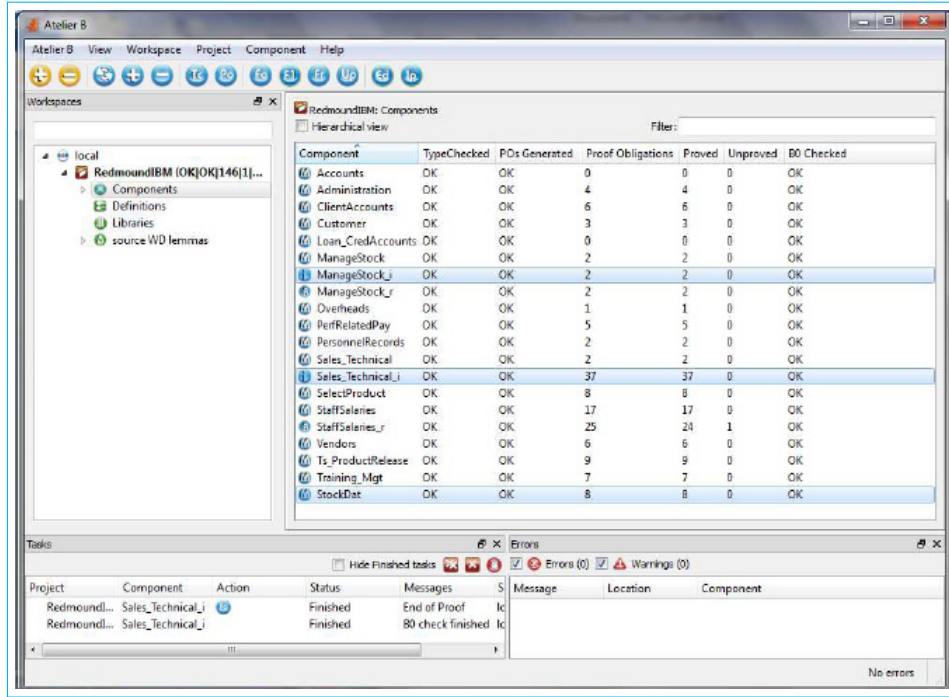 Atelier B
Atelier B View Workspace Project Component Help
Workspaces
local
RedmoundIBM (OK|OK|146|1|...
Components
Definitions
Libraries
source WD lemmas
RedmoundIBM: Components
Hierarchical view Filter:
Component TypeChecked POs Generated Proof Obligations Proved Unproved B0 Checked
Accounts OK OK 0 0 0 OK
Administration OK OK 4 4 0 OK
ClientAccounts OK OK 6 6 0 OK
Customer OK OK 3 3 0 OK
Loan_CredAccounts OK OK 0 0 0 OK
ManageStock OK OK 2 2 0 OK
ManageStock_i OK OK 2 2 0 OK
ManageStock_r OK OK 2 2 0 OK
Overheads OK OK 1 1 0 OK
PerfRelatedPay OK OK 5 5 0 OK
PersonnelRecords OK OK 2 2 0 OK
Sales_Technical OK OK 2 2 0 OK
Sales_Technical_i OK OK 37 37 0 OK
SelectProduct OK OK 8 8 0 OK
StaffSalaries OK OK 17 17 0 OK
StaffSalaries_r OK OK 25 24 1 OK
Vendors OK OK 6 6 0 OK
Ts_ProductRelease OK OK 9 9 0 OK
Training_Mgt OK OK 7 7 0 OK
StockDat OK OK 8 8 0 OK
Tasks
Hide Finished tasks
Project Component Action Status Messages S
Redmoundl... Sales_Technical_i Finished End of Proof lc
Redmoundl... Sales_Technical_i Finished B0 check finished lc
Errors
Errors (0) Warnings (0)
Message Location Component
No errors